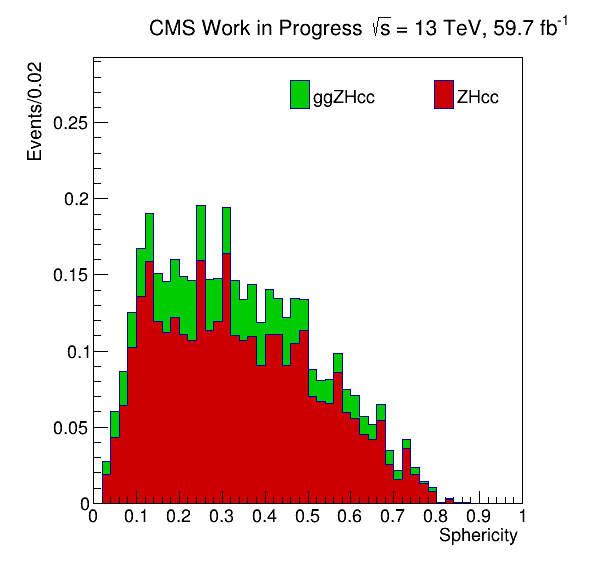 CMS Work in Progress √s = 13 TeV, 59.7 fb⁻¹
Events/0.02
ggZHcc
ZHcc
0.25
0.2
0.15
0.1
0.05
0
0 0.1 0.2 0.3 0.4 0.5 0.6 0.7 0.8 0.9 1
Sphericity